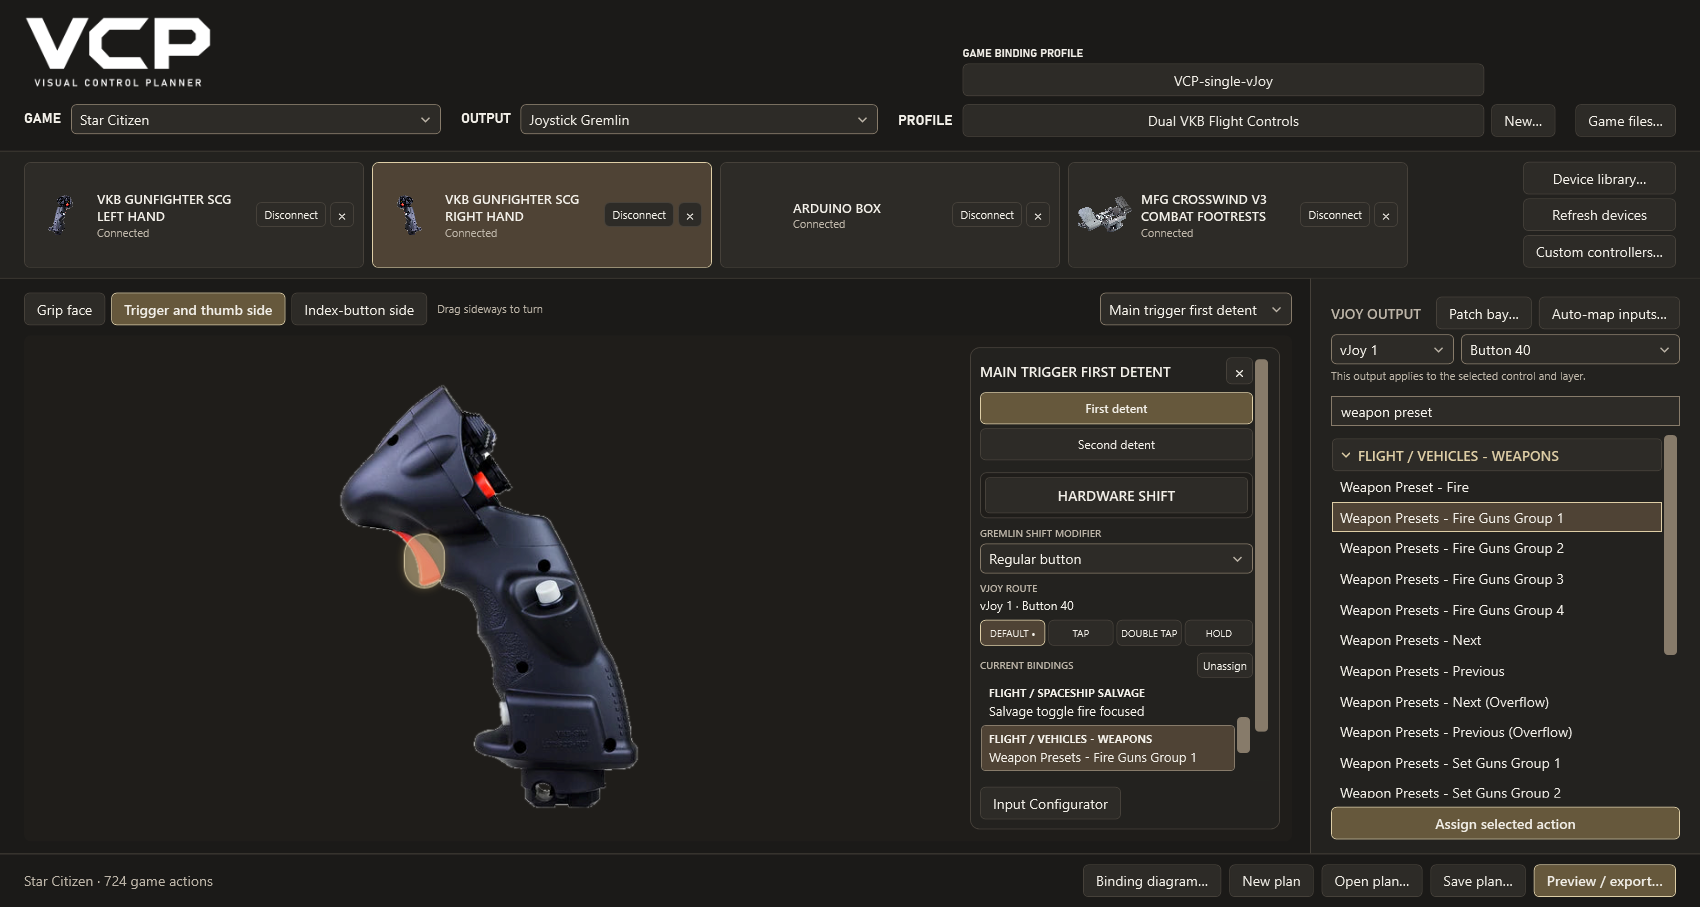 VCP
VISUAL CONTROL PLANNER
GAME BINDING PROFILE
VCP-single-vJoy
GAME
Star Citizen
OUTPUT
Joystick Gremlin
PROFILE
Dual VKB Flight Controls
New...
Game files...
VKB GUNFIGHTER SCG
LEFT HAND
Connected
Disconnect
×
VKB GUNFIGHTER SCG
RIGHT HAND
Connected
Disconnect
×
ARDUINO BOX
Connected
Disconnect
×
MFG CROSSWIND V3
COMBAT FOOTRESTS
Connected
Disconnect
×
Device library...
Refresh devices
Custom controllers...
Grip face
Trigger and thumb side
Index-button side
Drag sideways to turn
Main trigger first detent
MAIN TRIGGER FIRST DETENT
×
First detent
Second detent
HARDWARE SHIFT
GREMLIN SHIFT MODIFIER
Regular button
VJOY ROUTE
vJoy 1 · Button 40
DEFAULT •
TAP
DOUBLE TAP
HOLD
CURRENT BINDINGS
Unassign
FLIGHT / SPACESHIP SALVAGE
Salvage toggle fire focused
FLIGHT / VEHICLES - WEAPONS
Weapon Presets - Fire Guns Group 1
Input Configurator
VJOY OUTPUT
Patch bay...
Auto-map inputs...
vJoy 1
Button 40
This output applies to the selected control and layer.
weapon preset
FLIGHT / VEHICLES - WEAPONS
Weapon Preset - Fire
Weapon Presets - Fire Guns Group 1
Weapon Presets - Fire Guns Group 2
Weapon Presets - Fire Guns Group 3
Weapon Presets - Fire Guns Group 4
Weapon Presets - Next
Weapon Presets - Previous
Weapon Presets - Next (Overflow)
Weapon Presets - Previous (Overflow)
Weapon Presets - Set Guns Group 1
Weapon Presets - Set Guns Group 2
Assign selected action
Star Citizen · 724 game actions
Binding diagram...
New plan
Open plan...
Save plan...
Preview / export...